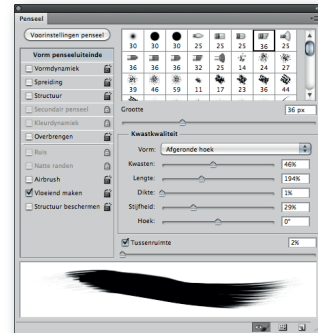 Penseel
Voorinstellingen penseel
Vorm penseeluiteinde
Vormdynamiek
Spreiding
Structuur
Secundair penseel
Kleurdynamiek
Overbrengen
Ruis
Natte randen
Airbrush
Vloeiend maken
Structuur beschermen
30 30 30 25 25 25 36 25
36 36 36 32 25 14 24 27
39 46 59 11 17 23 36 44
Grootte 36 px
Kwastkwaliteit
Vorm: Afgeronde hoek
Kwasten: 46%
Lengte: 194%
Dikte: 1%
Stijfheid: 29%
Hoek: 0°
Tussenruimte 2%